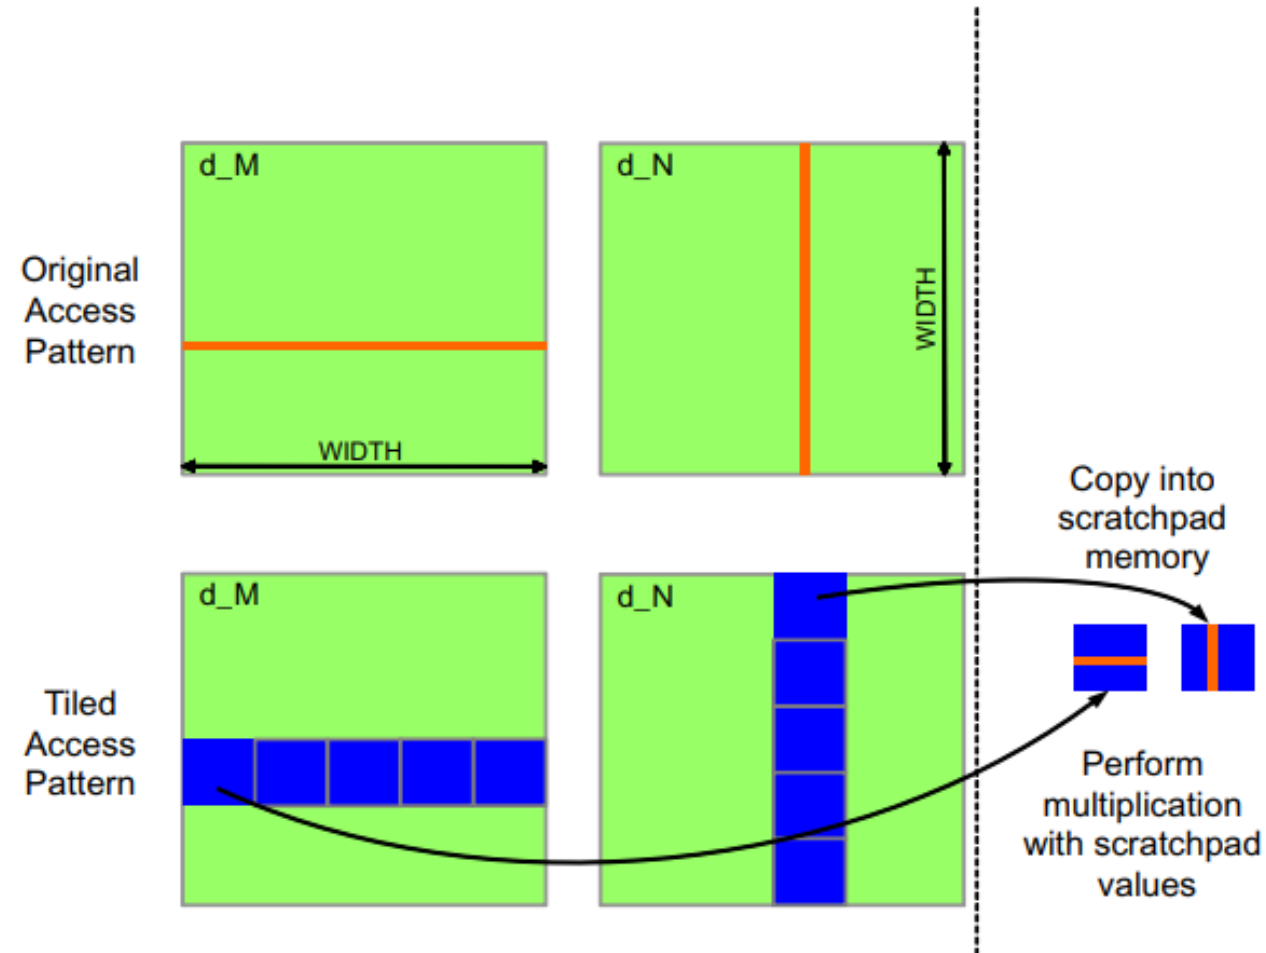 d_M
d_N
Original
Access
Pattern
WIDTH
WIDTH
Copy into
scratchpad
memory
d_M
d_N
Tiled
Access
Pattern
Perform
multiplication
with scratchpad
values